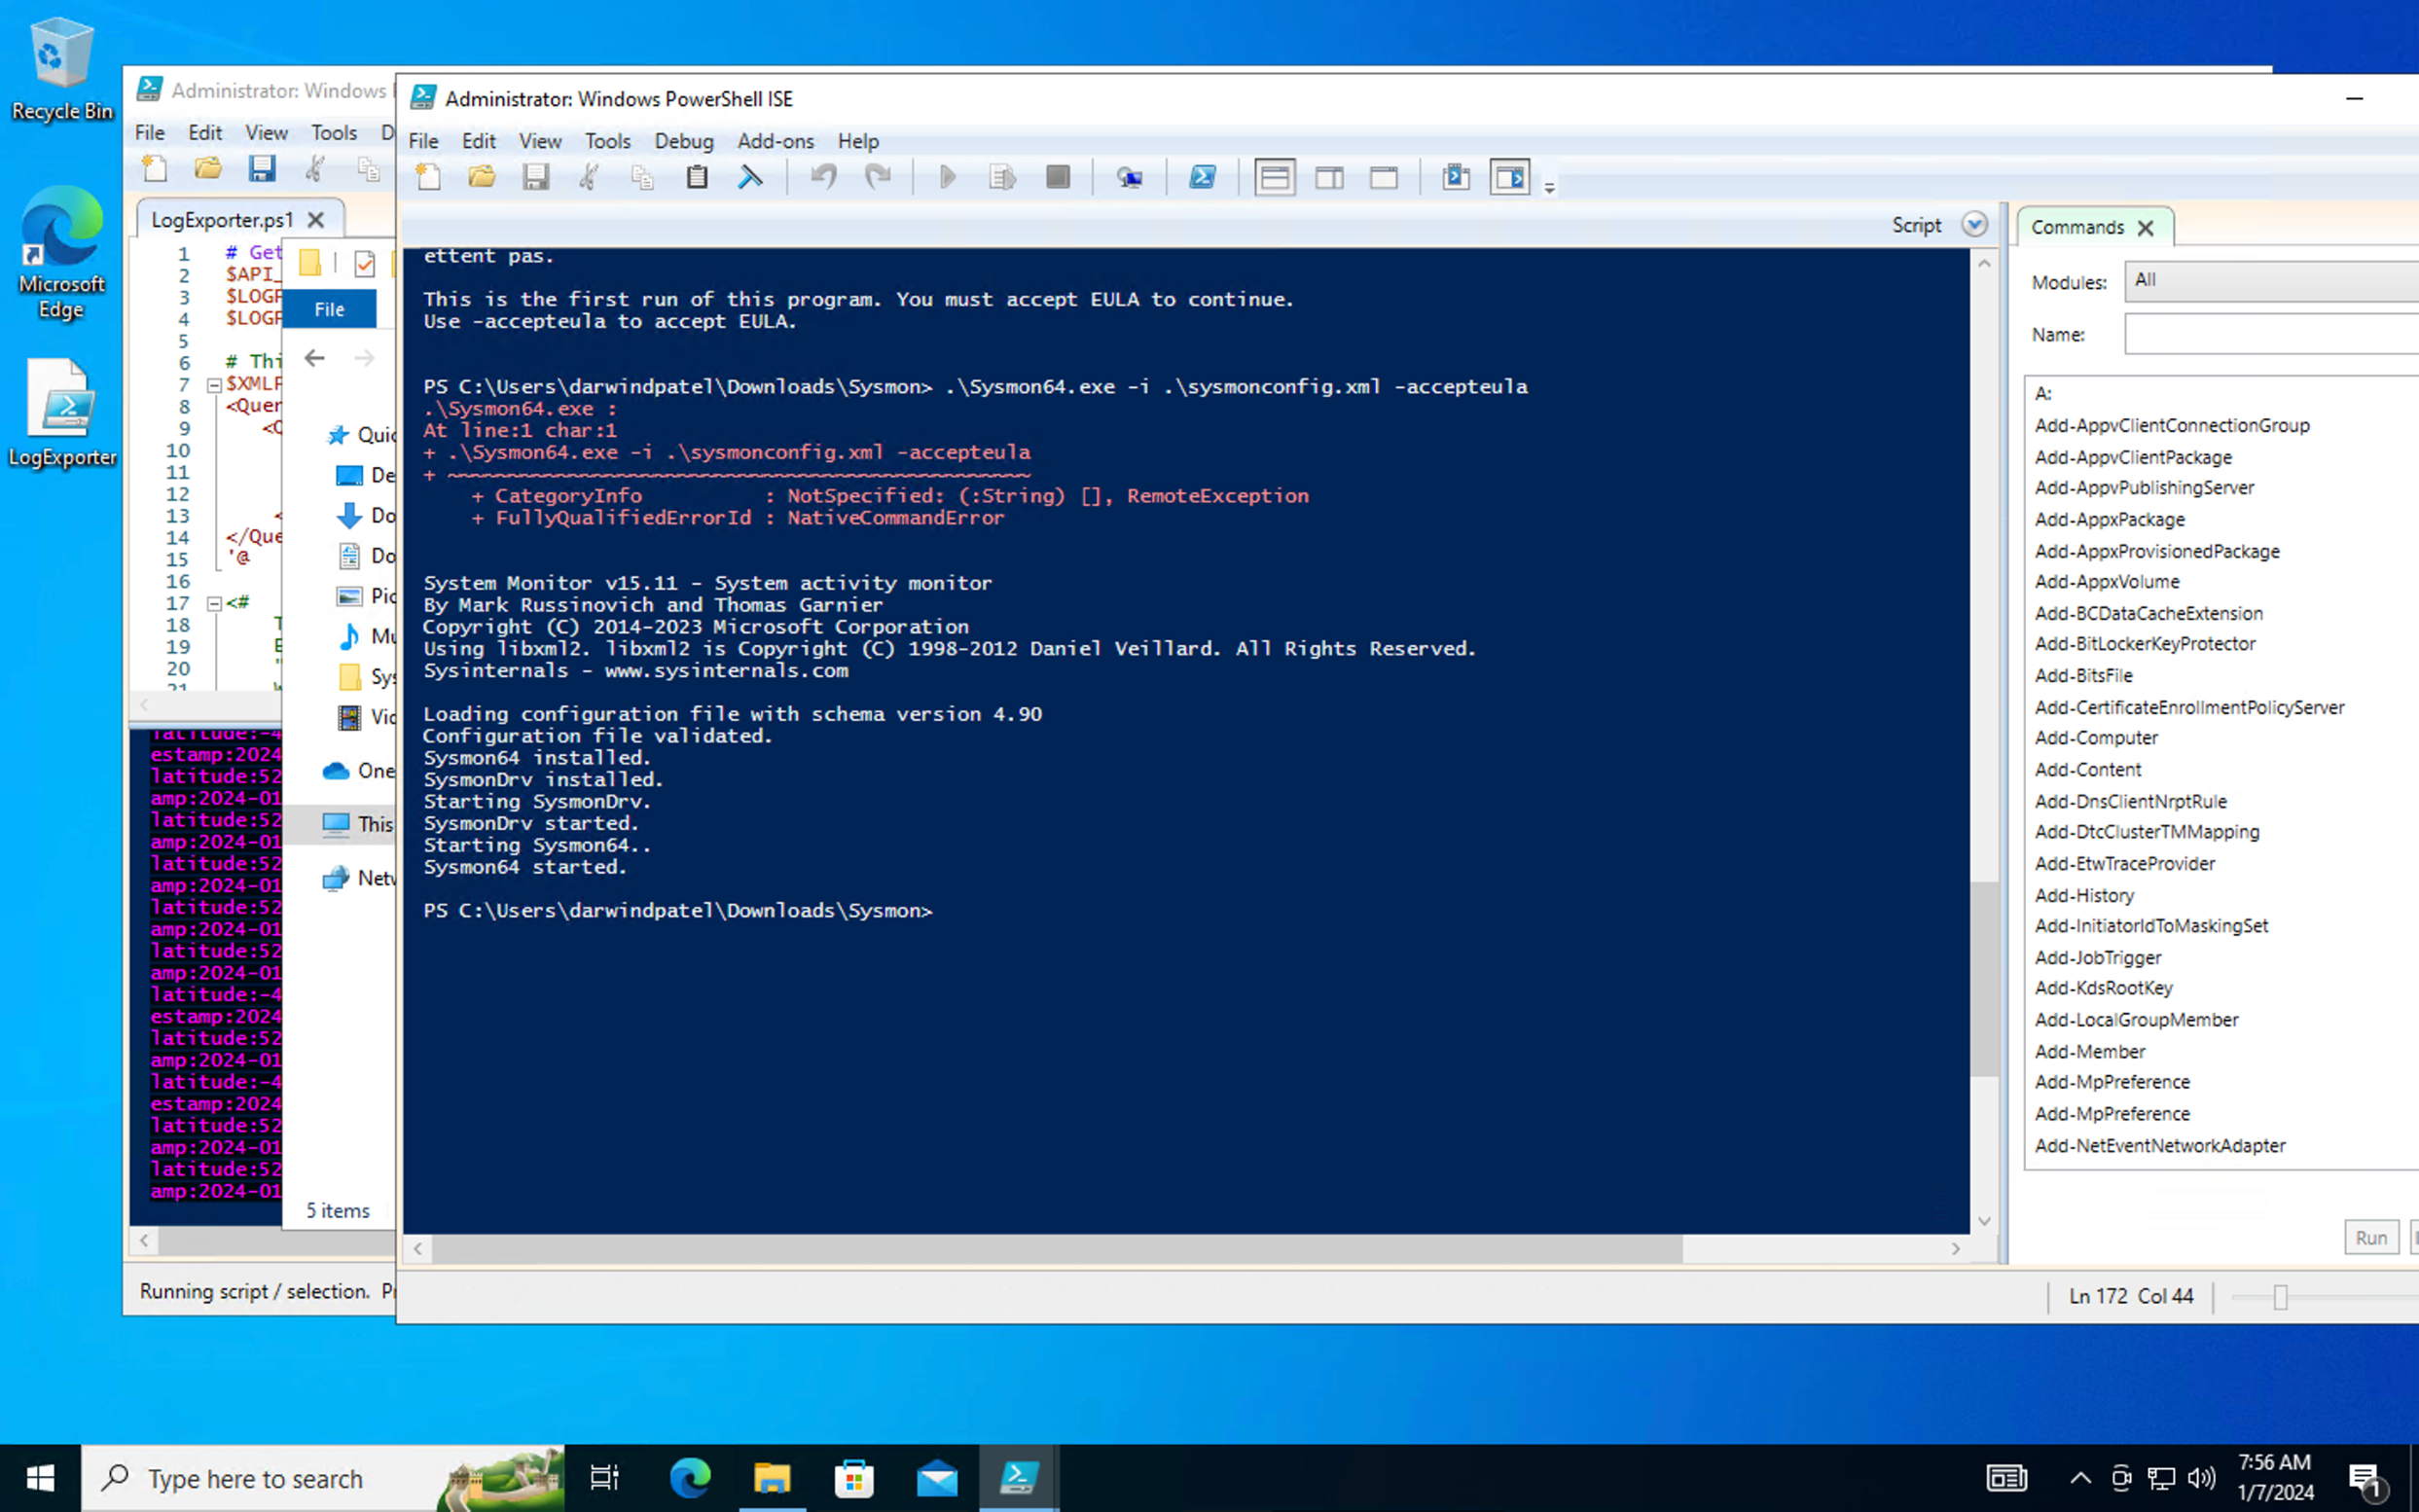 Recycle Bin
Microsoft
Edge
LogExporter
Administrator: Windows
File Edit View Tools
LogExporter.ps1
1 # Get
2 $API_
3
4
5
6 # Thi
7
8 <Quer
9
10
11
12
13
14 </Que
15 '@
16
17 <#
18
19
20
21
latitude:-4
estamp:2024
latitude:52
amp:2024-01
latitude:52
amp:2024-01
latitude:52
amp:2024-01
latitude:52
amp:2024-01
latitude:52
amp:2024-01
latitude:-4
estamp:2024
latitude:52
amp:2024-01
latitude:-4
estamp:2024
latitude:52
amp:2024-01
latitude:52
amp:2024-01
Running script / selection.
File
Quic
De
Do
Do
Pic
Mu
Sys
Vid
One
This
Netw
5 items
Administrator: Windows PowerShell ISE
File Edit View Tools Debug Add-ons Help
Script
ettent pas.
This is the first run of this program. You must accept EULA to continue.
Use -accepteula to accept EULA.
PS C:\Users\darwindpatel\Downloads\Sysmon> .\Sysmon64.exe -i .\sysmonconfig.xml -accepteula
.\Sysmon64.exe :
At line:1 char:1
+ .\Sysmon64.exe -i .\sysmonconfig.xml -accepteula
+ ~~~~~~~~~~~~~~~~~~~~~~~~~~~~~~~~~~~~~~~~~~~~~~~~
+ CategoryInfo : NotSpecified: (:String) [], RemoteException
+ FullyQualifiedErrorId : NativeCommandError
System Monitor v15.11 - System activity monitor
By Mark Russinovich and Thomas Garnier
Copyright (C) 2014-2023 Microsoft Corporation
Using libxml2. libxml2 is Copyright (C) 1998-2012 Daniel Veillard. All Rights Reserved.
Sysinternals - www.sysinternals.com
Loading configuration file with schema version 4.90
Configuration file validated.
Sysmon64 installed.
SysmonDrv installed.
Starting SysmonDrv.
SysmonDrv started.
Starting Sysmon64..
Sysmon64 started.
PS C:\Users\darwindpatel\Downloads\Sysmon>
Commands
Modules: All
Name:
A:
Add-AppvClientConnectionGroup
Add-AppvClientPackage
Add-AppvPublishingServer
Add-AppxPackage
Add-AppxProvisionedPackage
Add-AppxVolume
Add-BCDataCacheExtension
Add-BitLockerKeyProtector
Add-BitsFile
Add-CertificateEnrollmentPolicyServer
Add-Computer
Add-Content
Add-DnsClientNrptRule
Add-DtcClusterTMMapping
Add-EtwTraceProvider
Add-History
Add-InitiatorIdToMaskingSet
Add-JobTrigger
Add-KdsRootKey
Add-LocalGroupMember
Add-Member
Add-MpPreference
Add-MpPreference
Add-NetEventNetworkAdapter
Run
Ln 172 Col 44
Type here to search
7:56 AM
1/7/2024
1